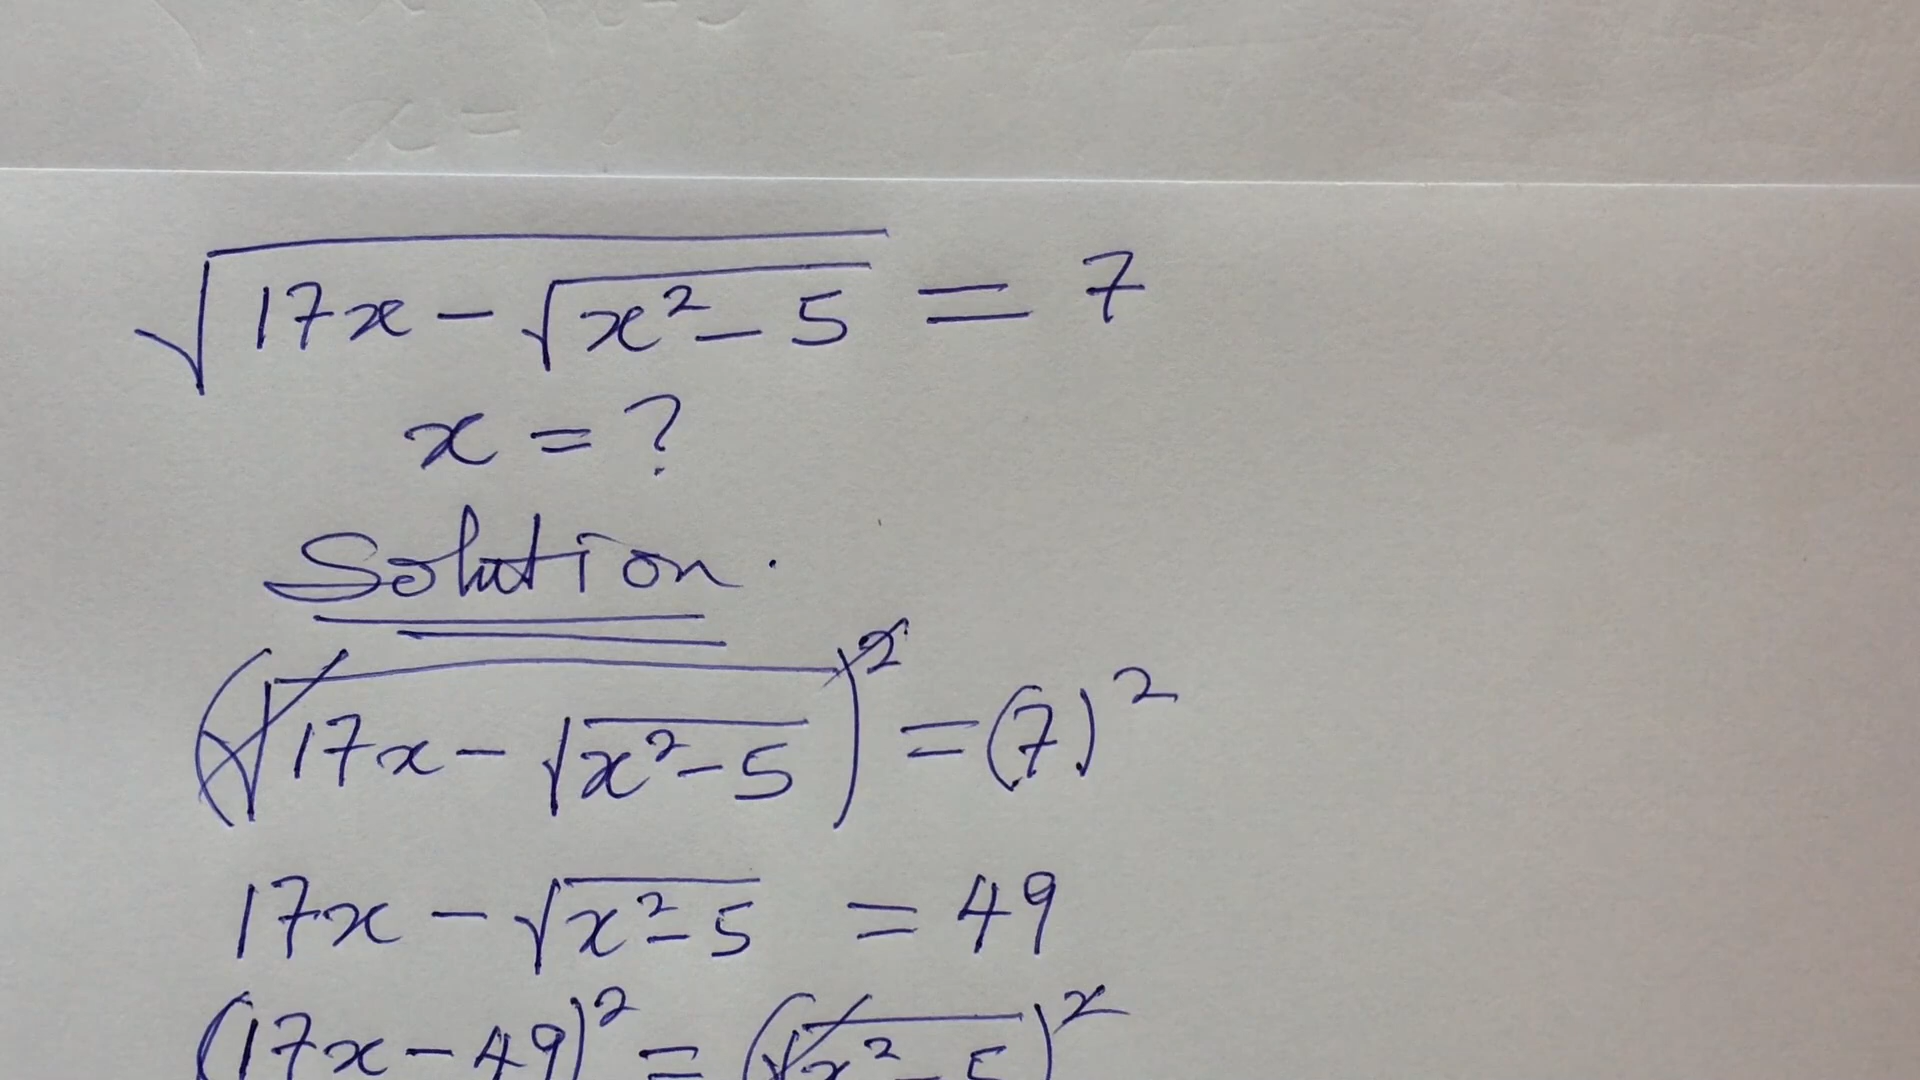 √(17x - √(x² - 5)) = 7
x = ?
Solution.
(√(17x - √(x² - 5)))² = (7)²
17x - √(x² - 5) = 49
(17x - 49)² = (√(x² - 5))²